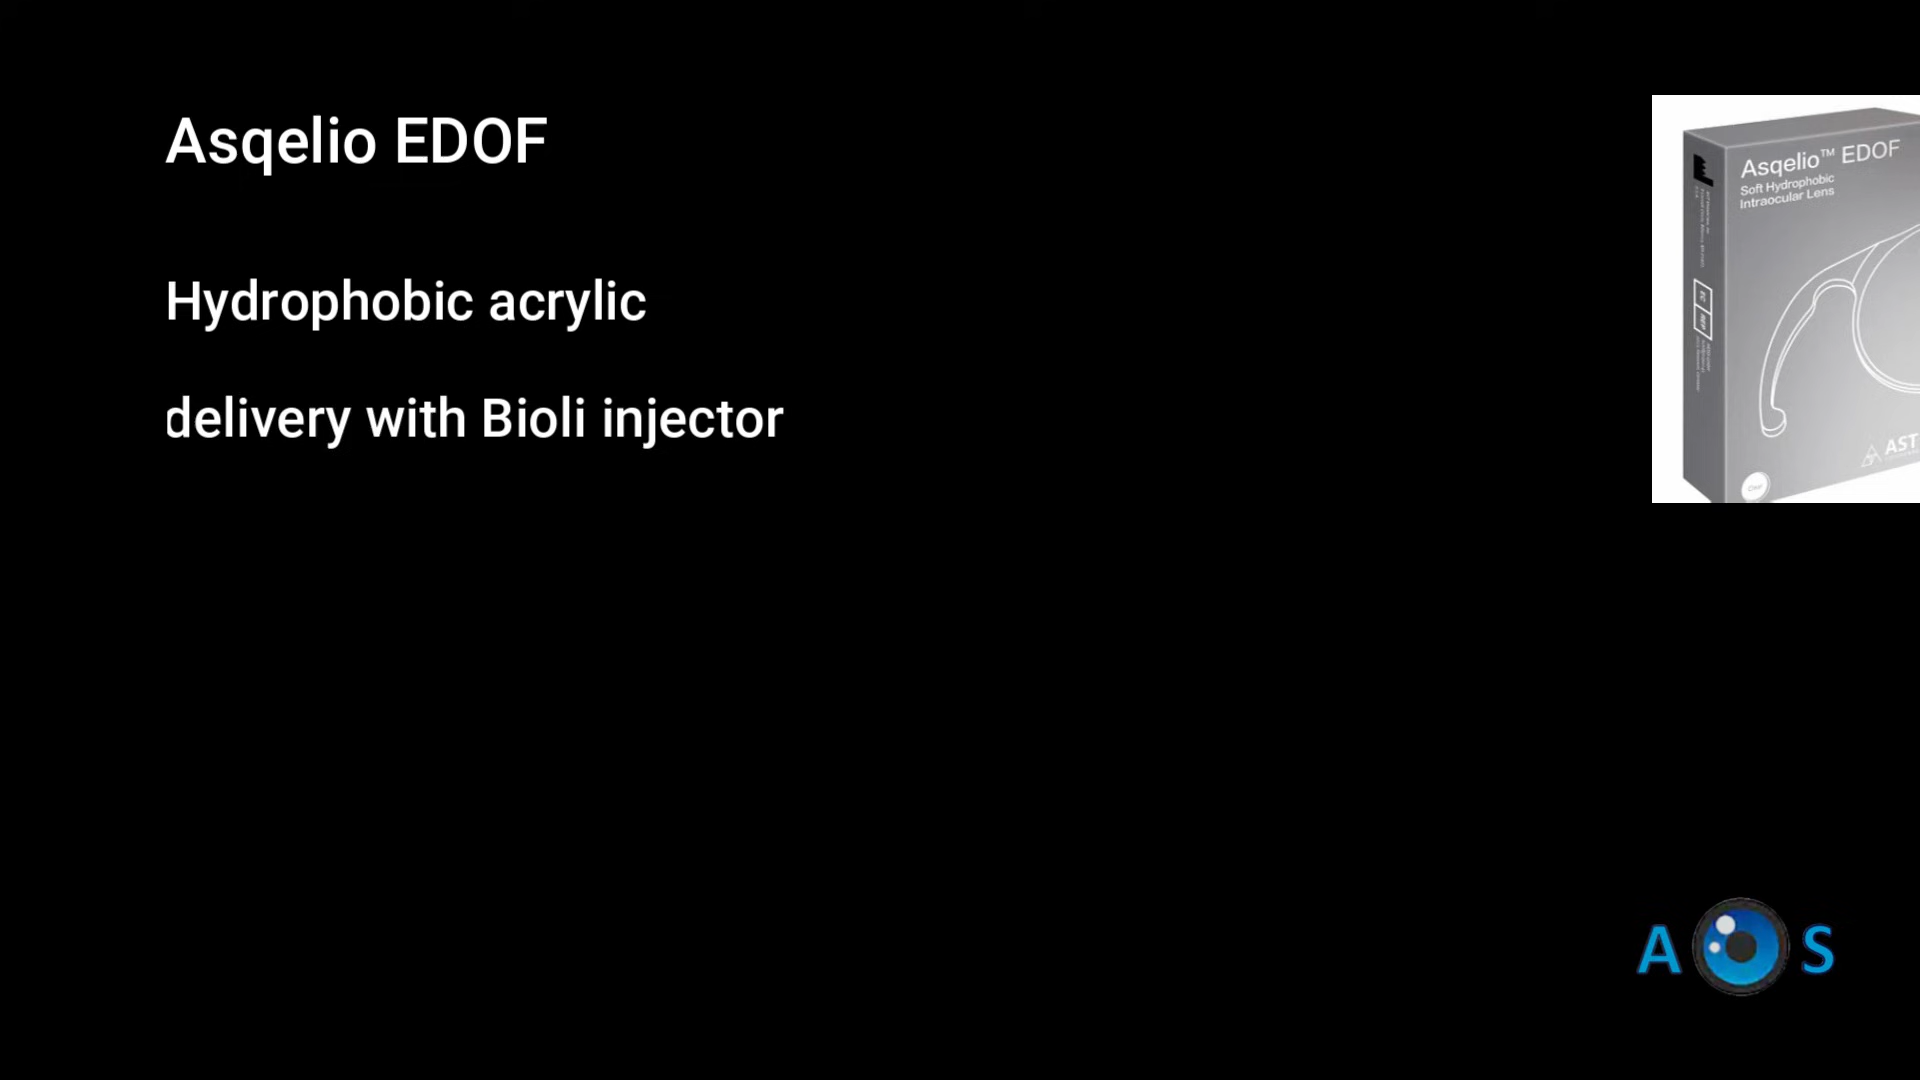 Asqelio EDOF
Hydrophobic acrylic
delivery with Bioli injector
Asqelio™ EDOF
Soft Hydrophobic
Intraocular Lens
AST
A S